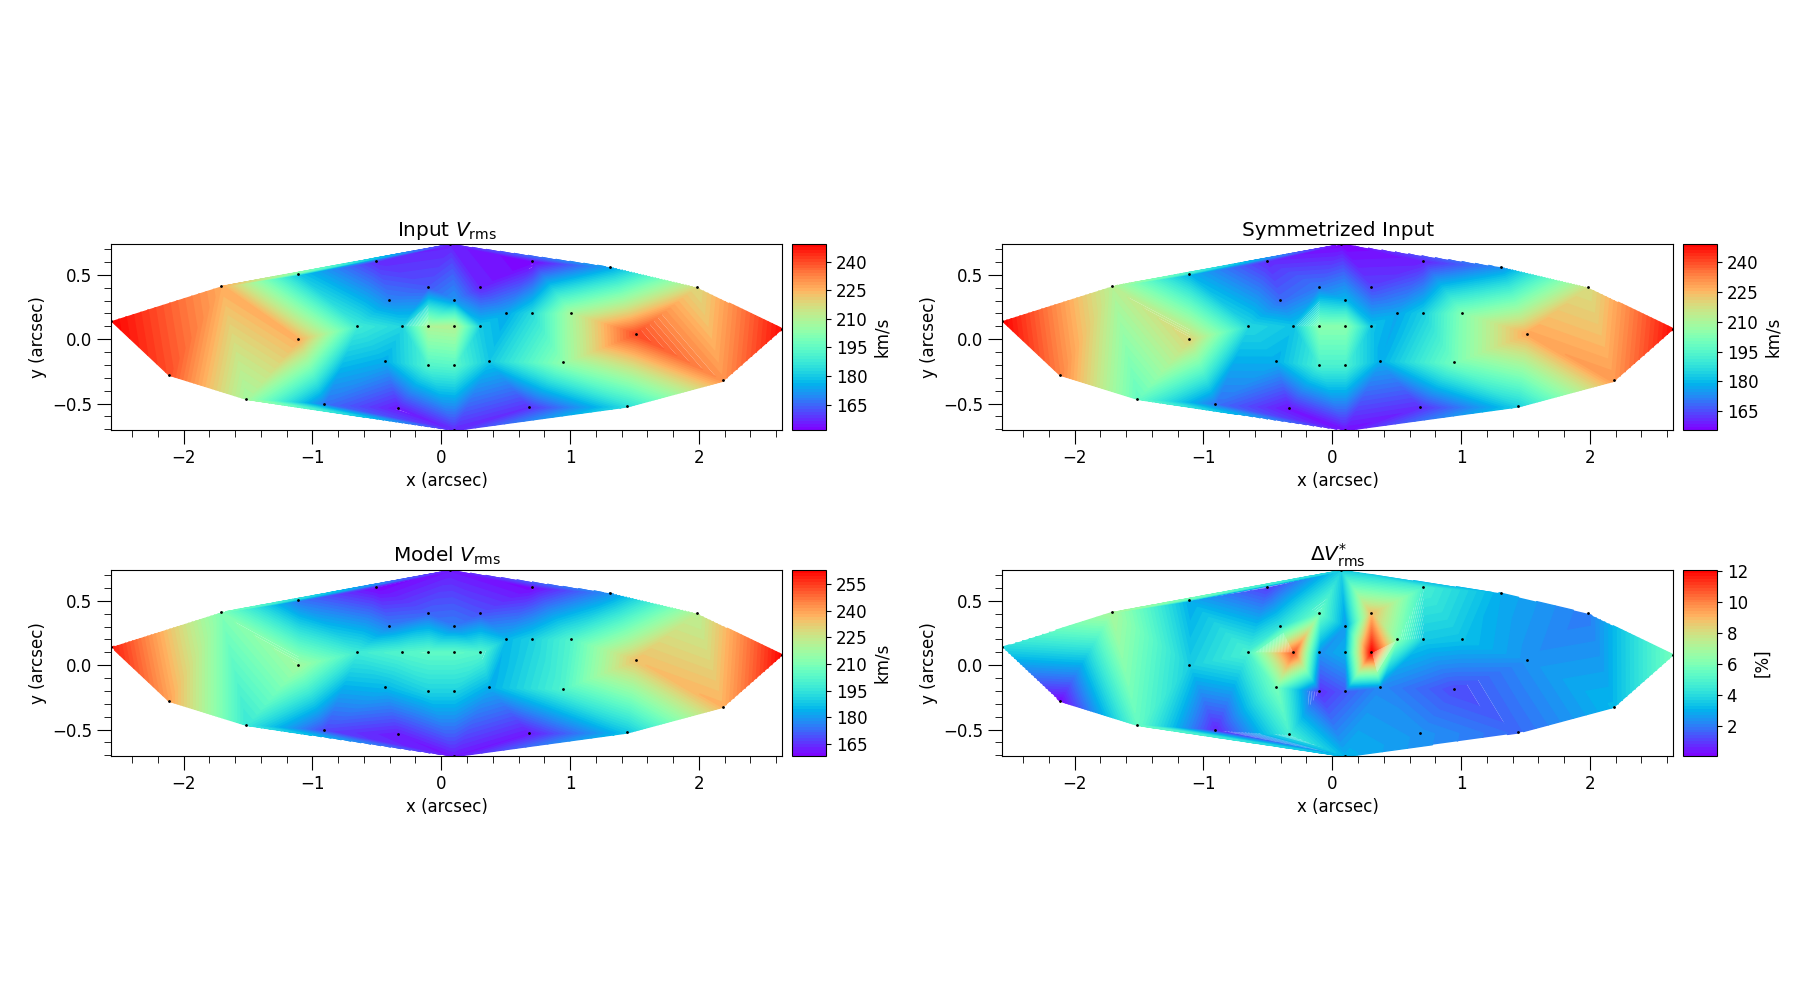 Input V_rms
0.5
0.0
−0.5
y (arcsec)
−2 −1 0 1 2
x (arcsec)
240
225
210
195
180
165
km/s
Symmetrized Input
0.5
0.0
−0.5
y (arcsec)
−2 −1 0 1 2
x (arcsec)
240
225
210
195
180
165
km/s
Model V_rms
0.5
0.0
−0.5
y (arcsec)
−2 −1 0 1 2
x (arcsec)
255
240
225
210
195
180
165
km/s
ΔV*_rms
0.5
0.0
−0.5
y (arcsec)
−2 −1 0 1 2
x (arcsec)
12
10
8
6
4
2
[%]